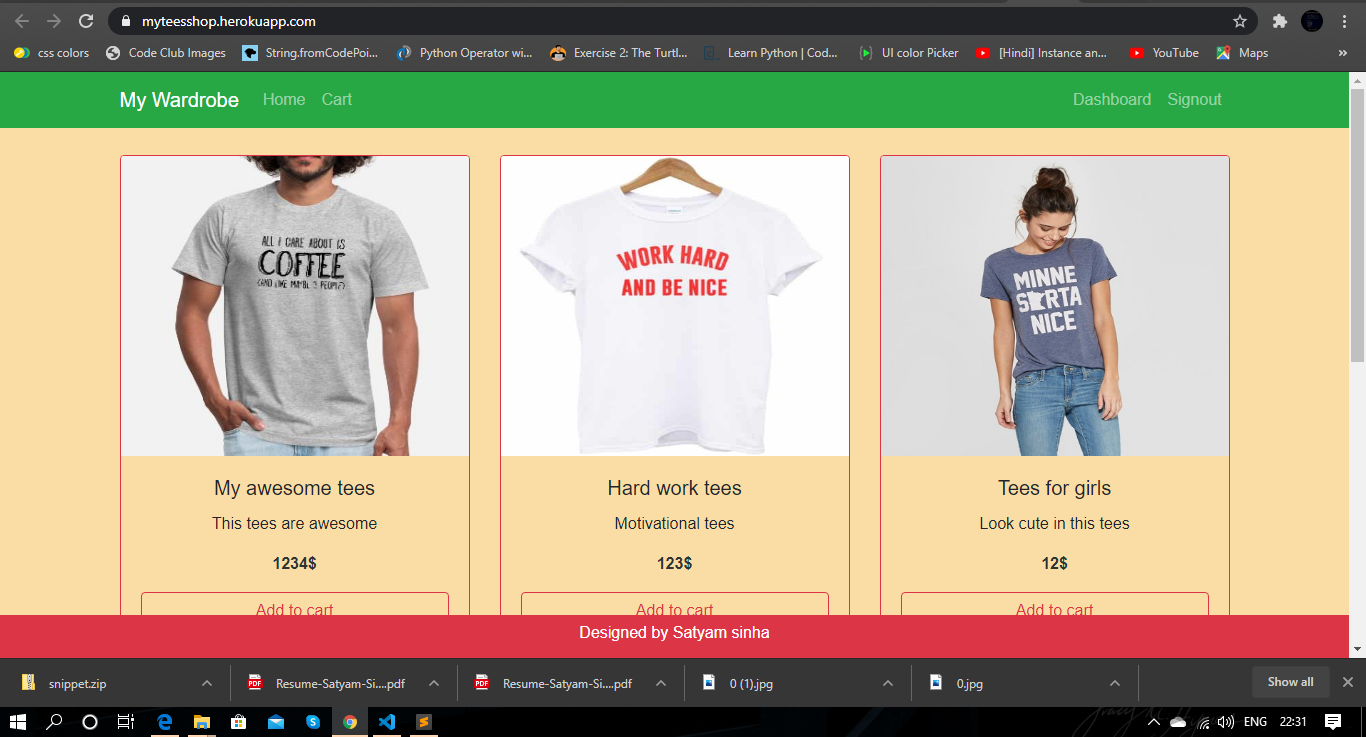 myteesshop.herokuapp.com
css colors
Code Club Images
String.fromCodePoi...
Python Operator wi...
Exercise 2: The Turtl...
Learn Python | Cod...
UI color Picker
[Hindi] Instance an...
YouTube
Maps
»
My Wardrobe
Home
Cart
Dashboard
Signout
ALL I CARE ABOUT IS
COFFEE
(AND LIKE MAYBE 3 PEOPLE)
WORK HARD
AND BE NICE
MINNE
SRTA
NICE
My awesome tees
Hard work tees
Tees for girls
This tees are awesome
Motivational tees
Look cute in this tees
1234$
123$
12$
Add to cart
Add to cart
Add to cart
Designed by Satyam sinha
snippet.zip
PDF
Resume-Satyam-Si....pdf
PDF
Resume-Satyam-Si....pdf
0 (1).jpg
0.jpg
Show all
ENG
22:31